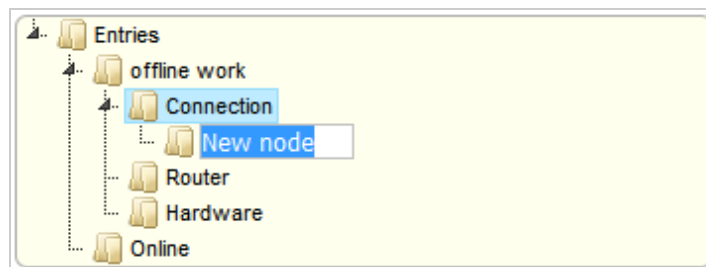 Entries
offline work
Connection
New node
Router
Hardware
Online